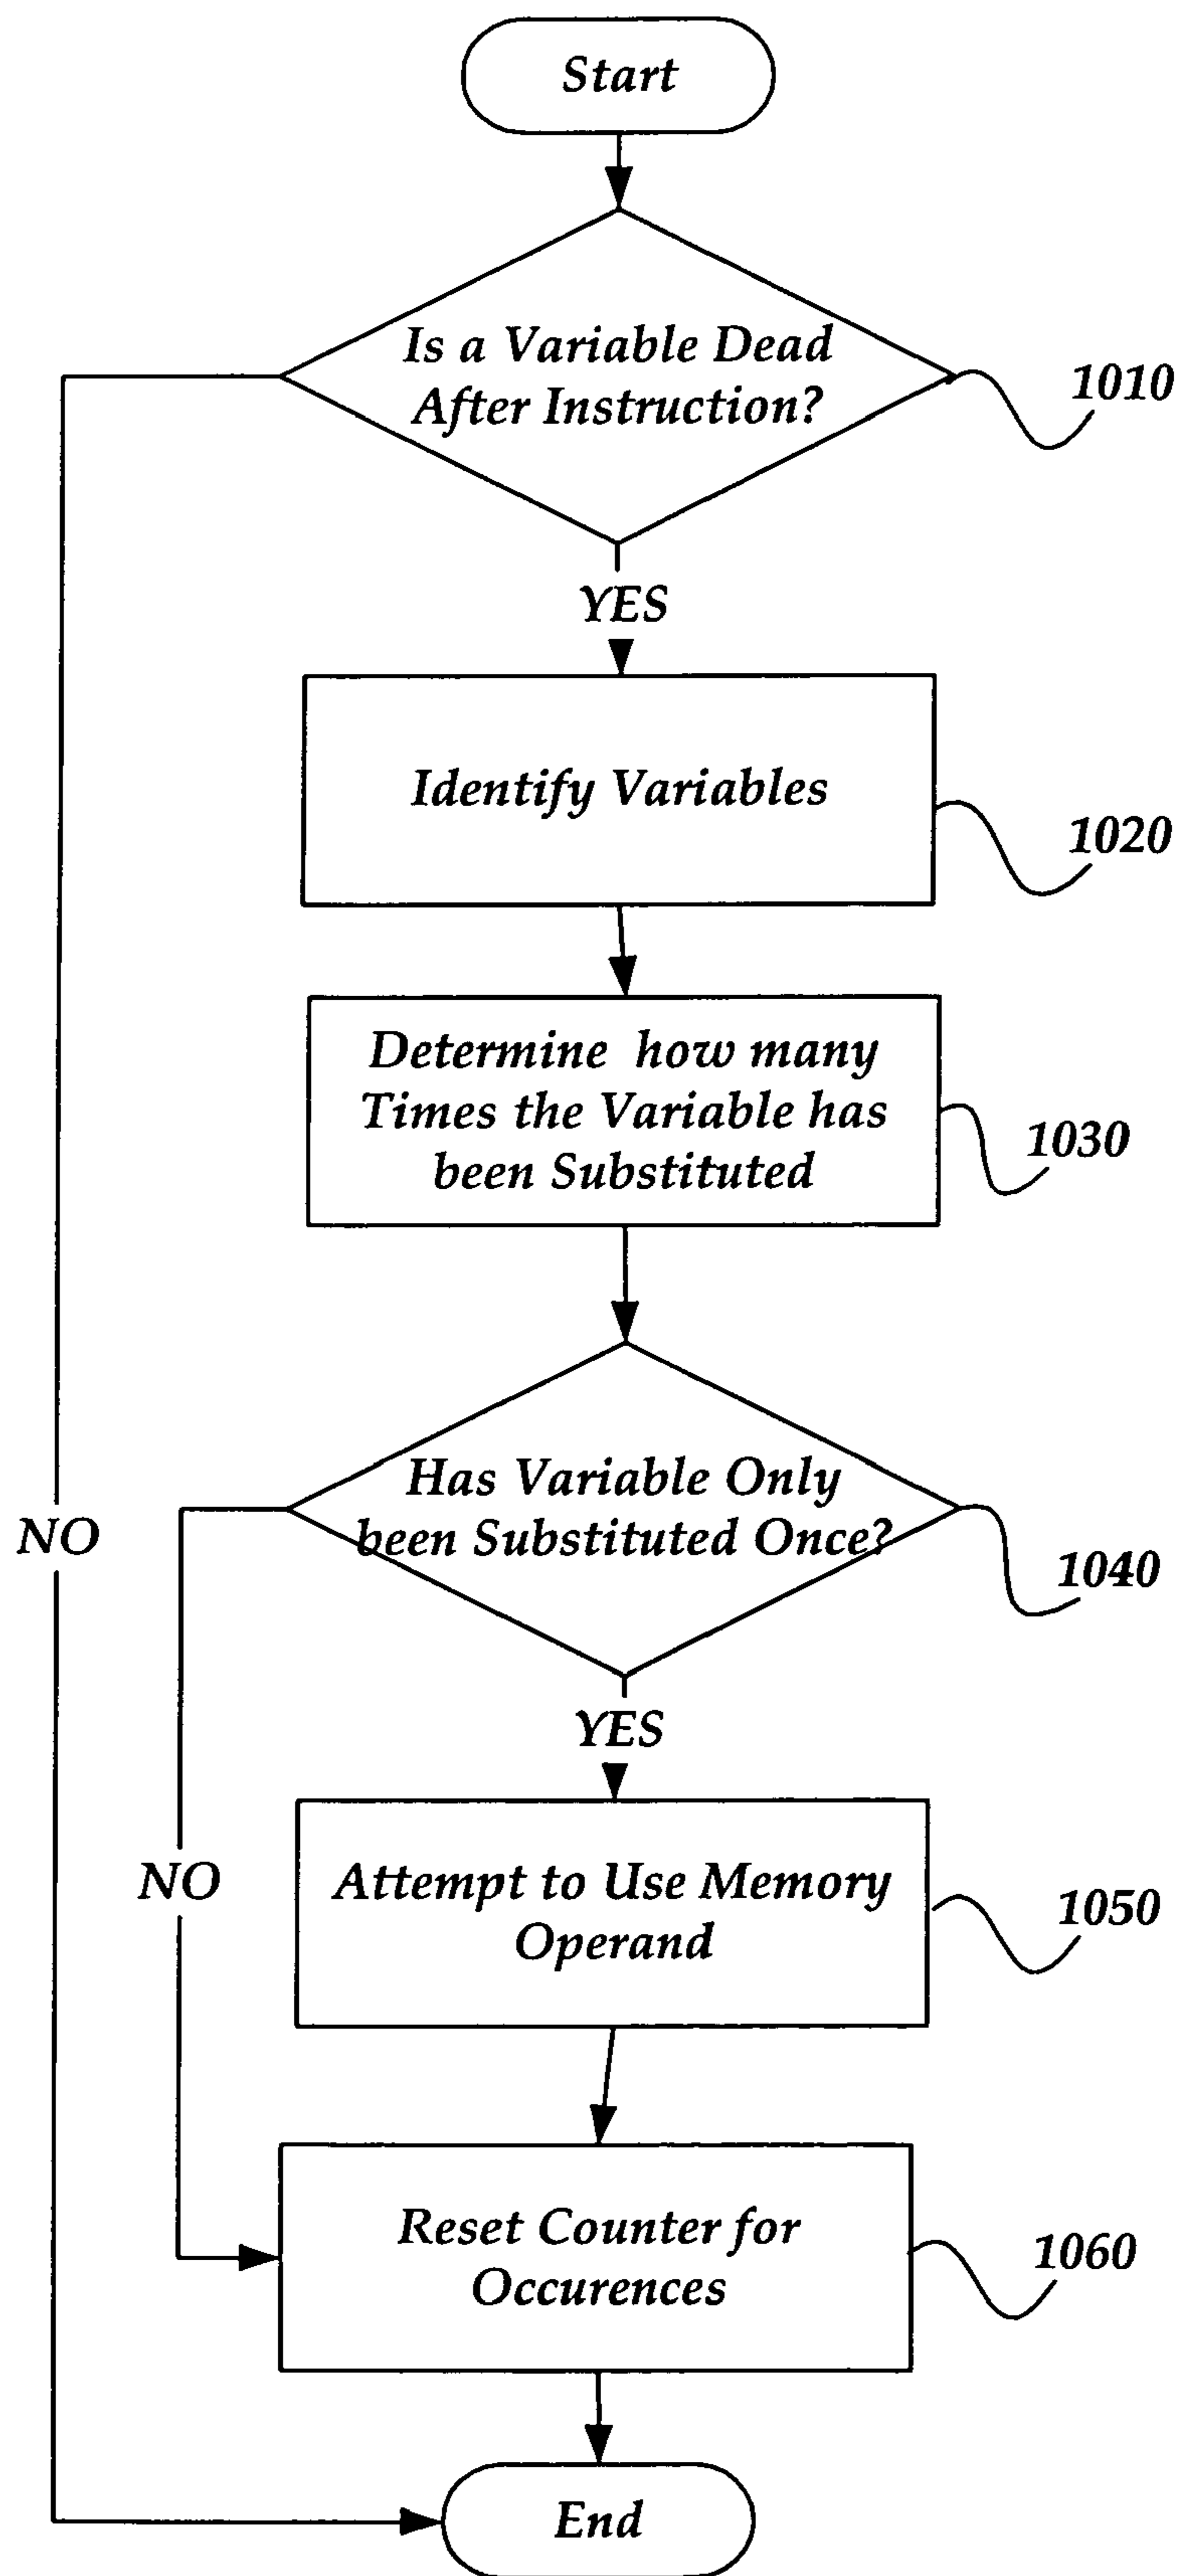 Start
Is a Variable Dead
After Instruction?
1010
YES
Identify Variables
1020
Determine how many
Times the Variable has
been Substituted
1030
Has Variable Only
been Substituted Once?
NO
1040
YES
NO
Attempt to Use Memory
Operand
1050
Reset Counter for
Occurences
1060
End